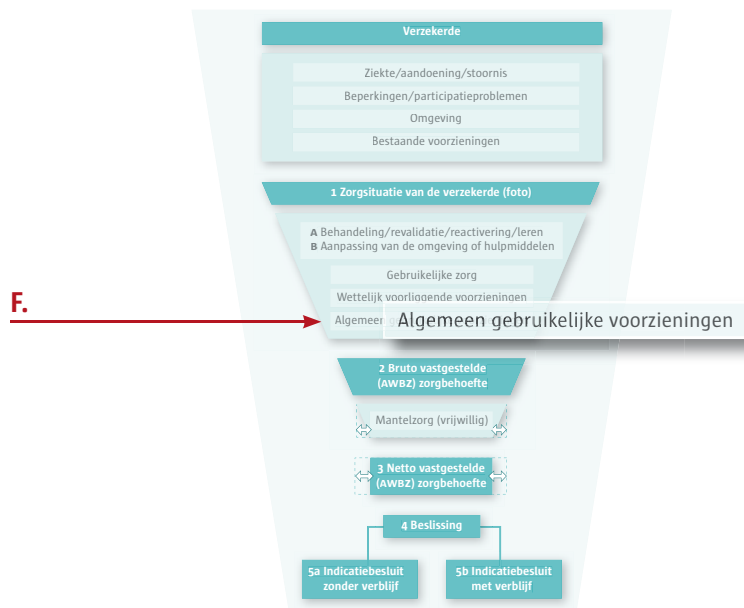 Verzekerde
Ziekte/aandoening/stoornis
Beperkingen/participatieproblemen
Omgeving
Bestaande voorzieningen
1 Zorgsituatie van de verzekerde (foto)
A Behandeling/revalidatie/reactivering/leren
B Aanpassing van de omgeving of hulpmiddelen
Gebruikelijke zorg
Wettelijk voorliggende voorzieningen
F.
Algemeen
Algemeen gebruikelijke voorzieningen
2 Bruto vastgestelde
(AWBZ) zorgbehoefte
Mantelzorg (vrijwillig)
3 Netto vastgestelde
(AWBZ) zorgbehoefte
4 Beslissing
5a Indicatiebesluit
zonder verblijf
5b Indicatiebesluit
met verblijf